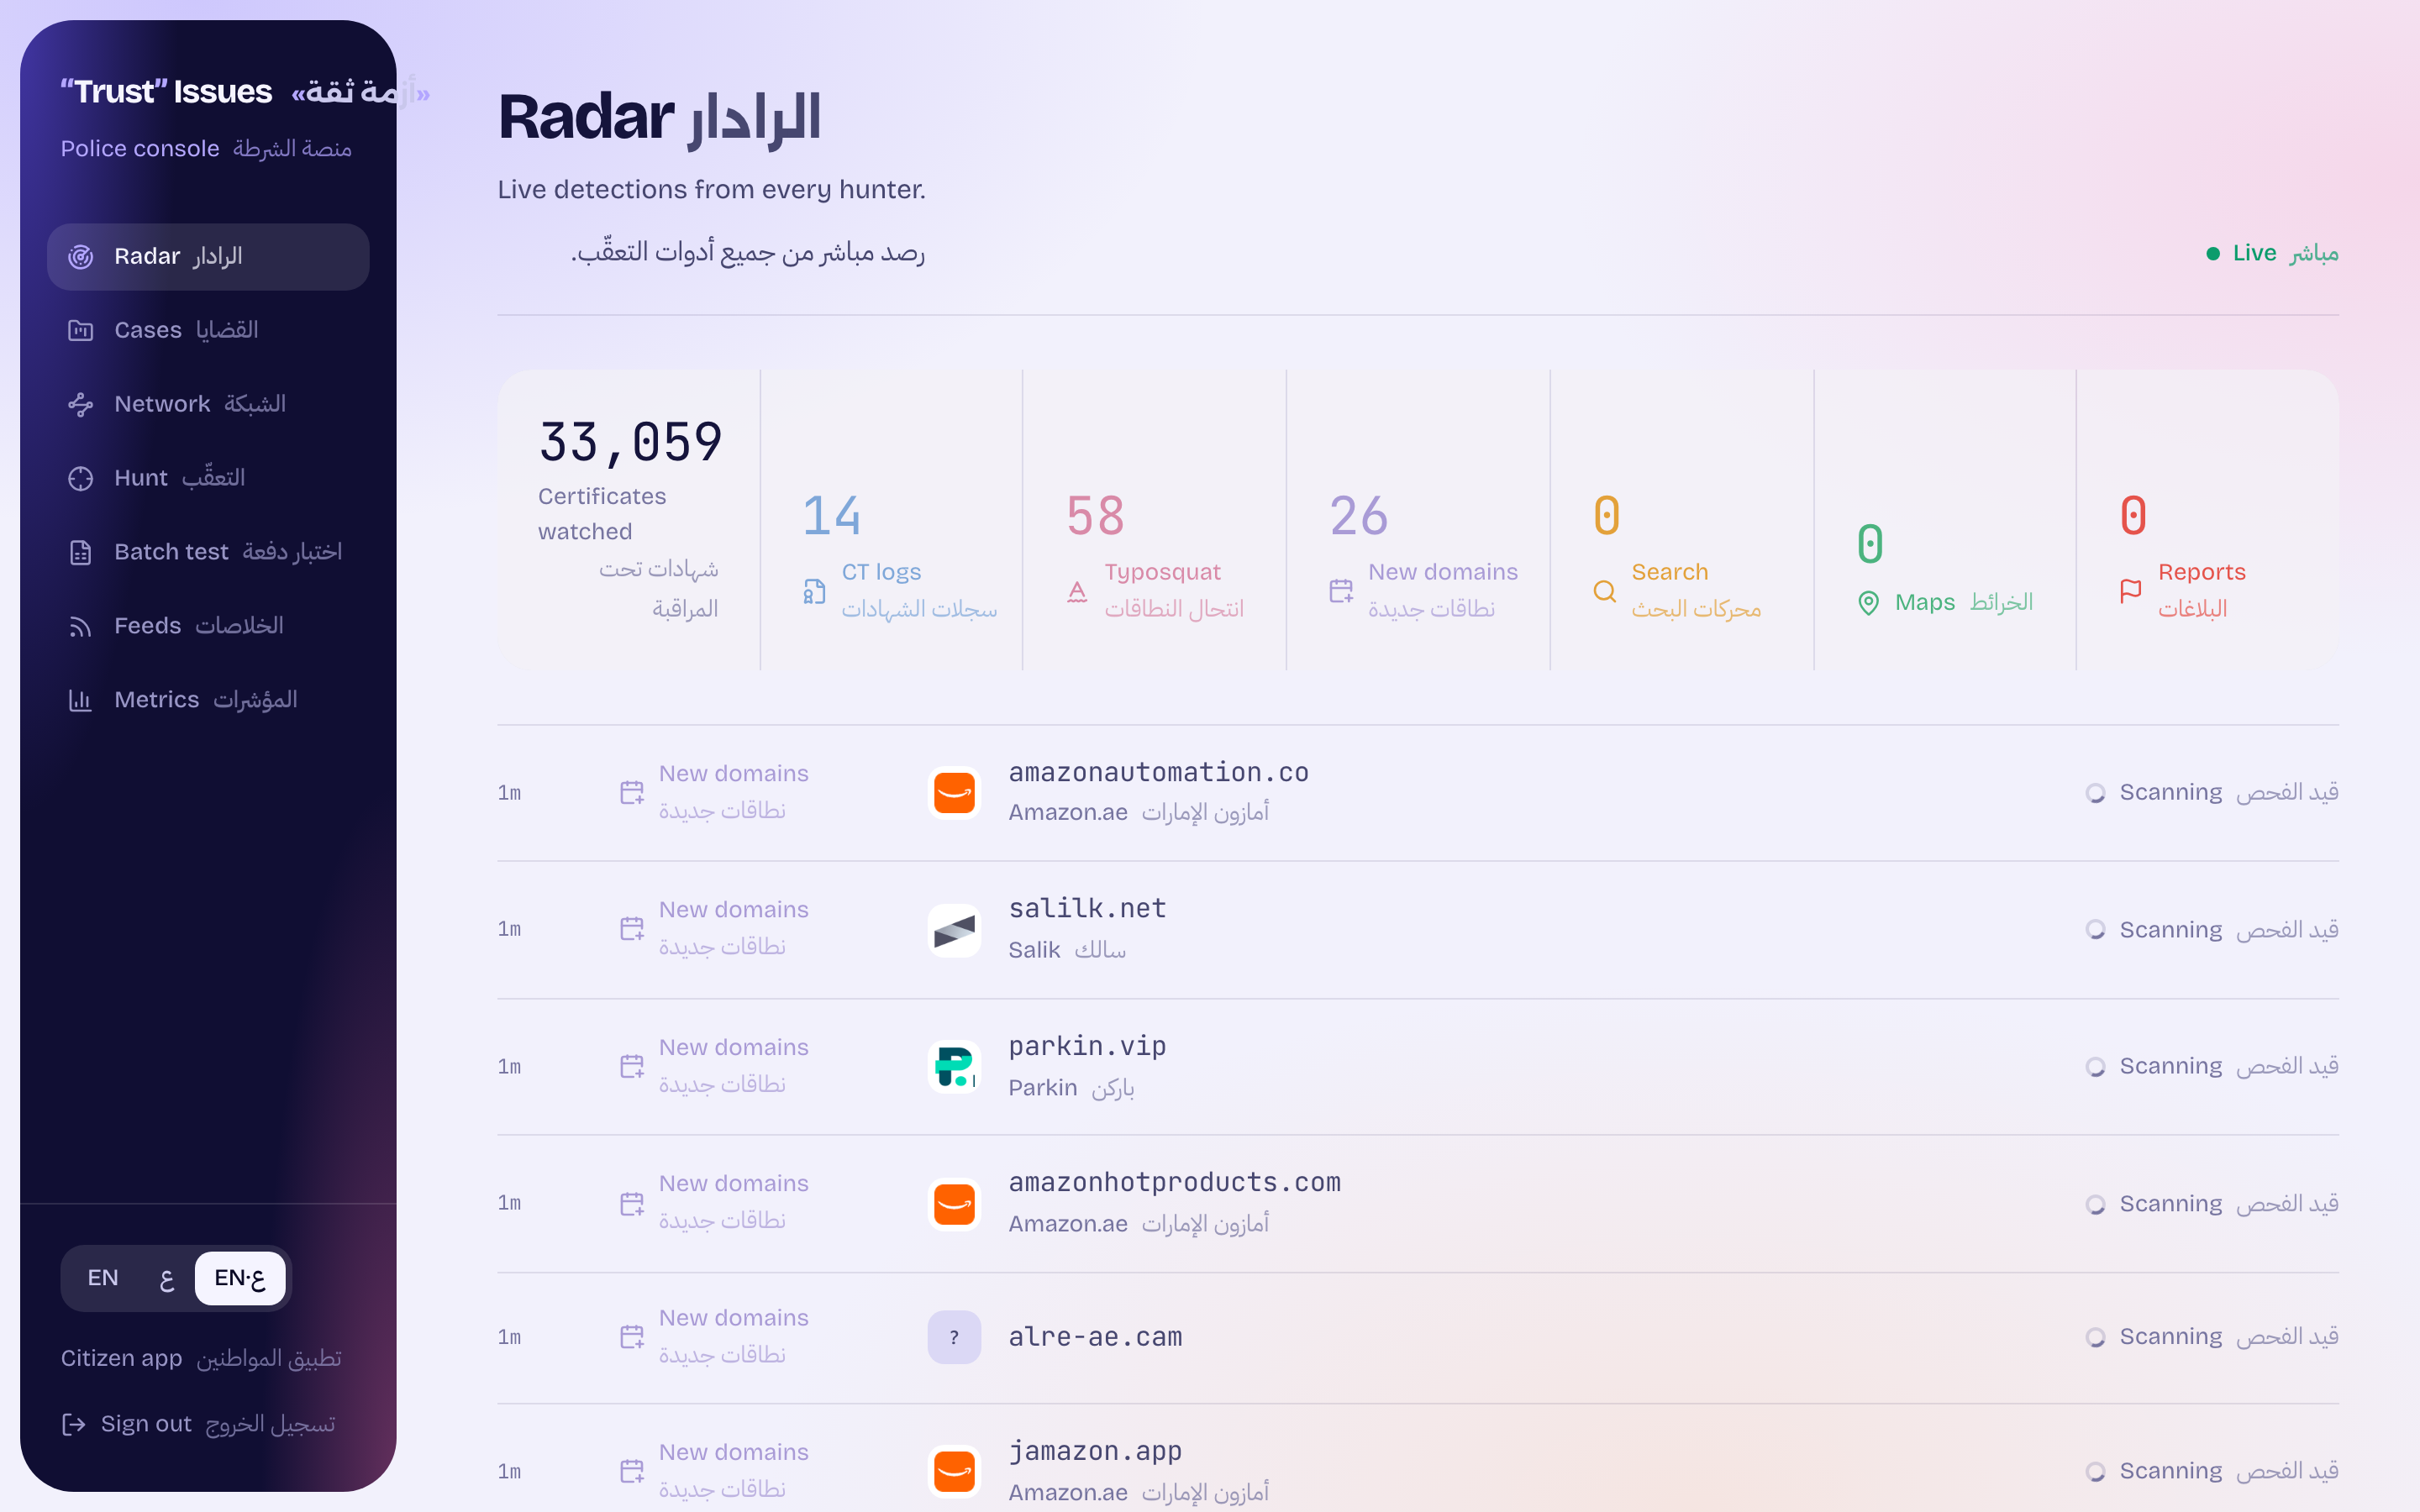 “Trust” Issues «أزمة ثقة»
Police console منصة الشرطة
Radar الرادار
Cases القضايا
Network الشبكة
Hunt التعقّب
Batch test اختبار دفعة
Feeds الخلاصات
Metrics المؤشرات
EN ع EN·ع
Citizen app تطبيق المواطنين
Sign out تسجيل الخروج
Radar الرادار
Live detections from every hunter.
رصد مباشر من جميع أدوات التعقّب.
Live مباشر
33,059
Certificates
watched
شهادات تحت
المراقبة
14
CT logs
سجلات الشهادات
58
Typosquat
انتحال النطاقات
26
New domains
نطاقات جديدة
0
Search
محركات البحث
0
Maps الخرائط
0
Reports
البلاغات
1m
New domains
نطاقات جديدة
amazonautomation.co
Amazon.ae أمازون الإمارات
Scanning قيد الفحص
1m
New domains
نطاقات جديدة
salilk.net
Salik سالك
Scanning قيد الفحص
1m
New domains
نطاقات جديدة
parkin.vip
Parkin باركن
Scanning قيد الفحص
1m
New domains
نطاقات جديدة
amazonhotproducts.com
Amazon.ae أمازون الإمارات
Scanning قيد الفحص
1m
New domains
نطاقات جديدة
?
alre-ae.cam
Scanning قيد الفحص
1m
New domains
نطاقات جديدة
jamazon.app
Amazon.ae أمازون الإمارات
Scanning قيد الفحص